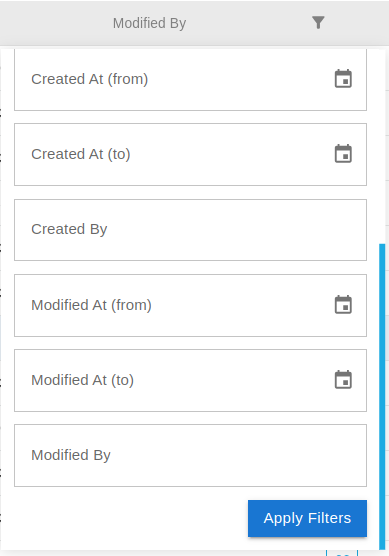 Modified By
Created At (from)
Created At (to)
Created By
Modified At (from)
Modified At (to)
Modified By
Apply Filters